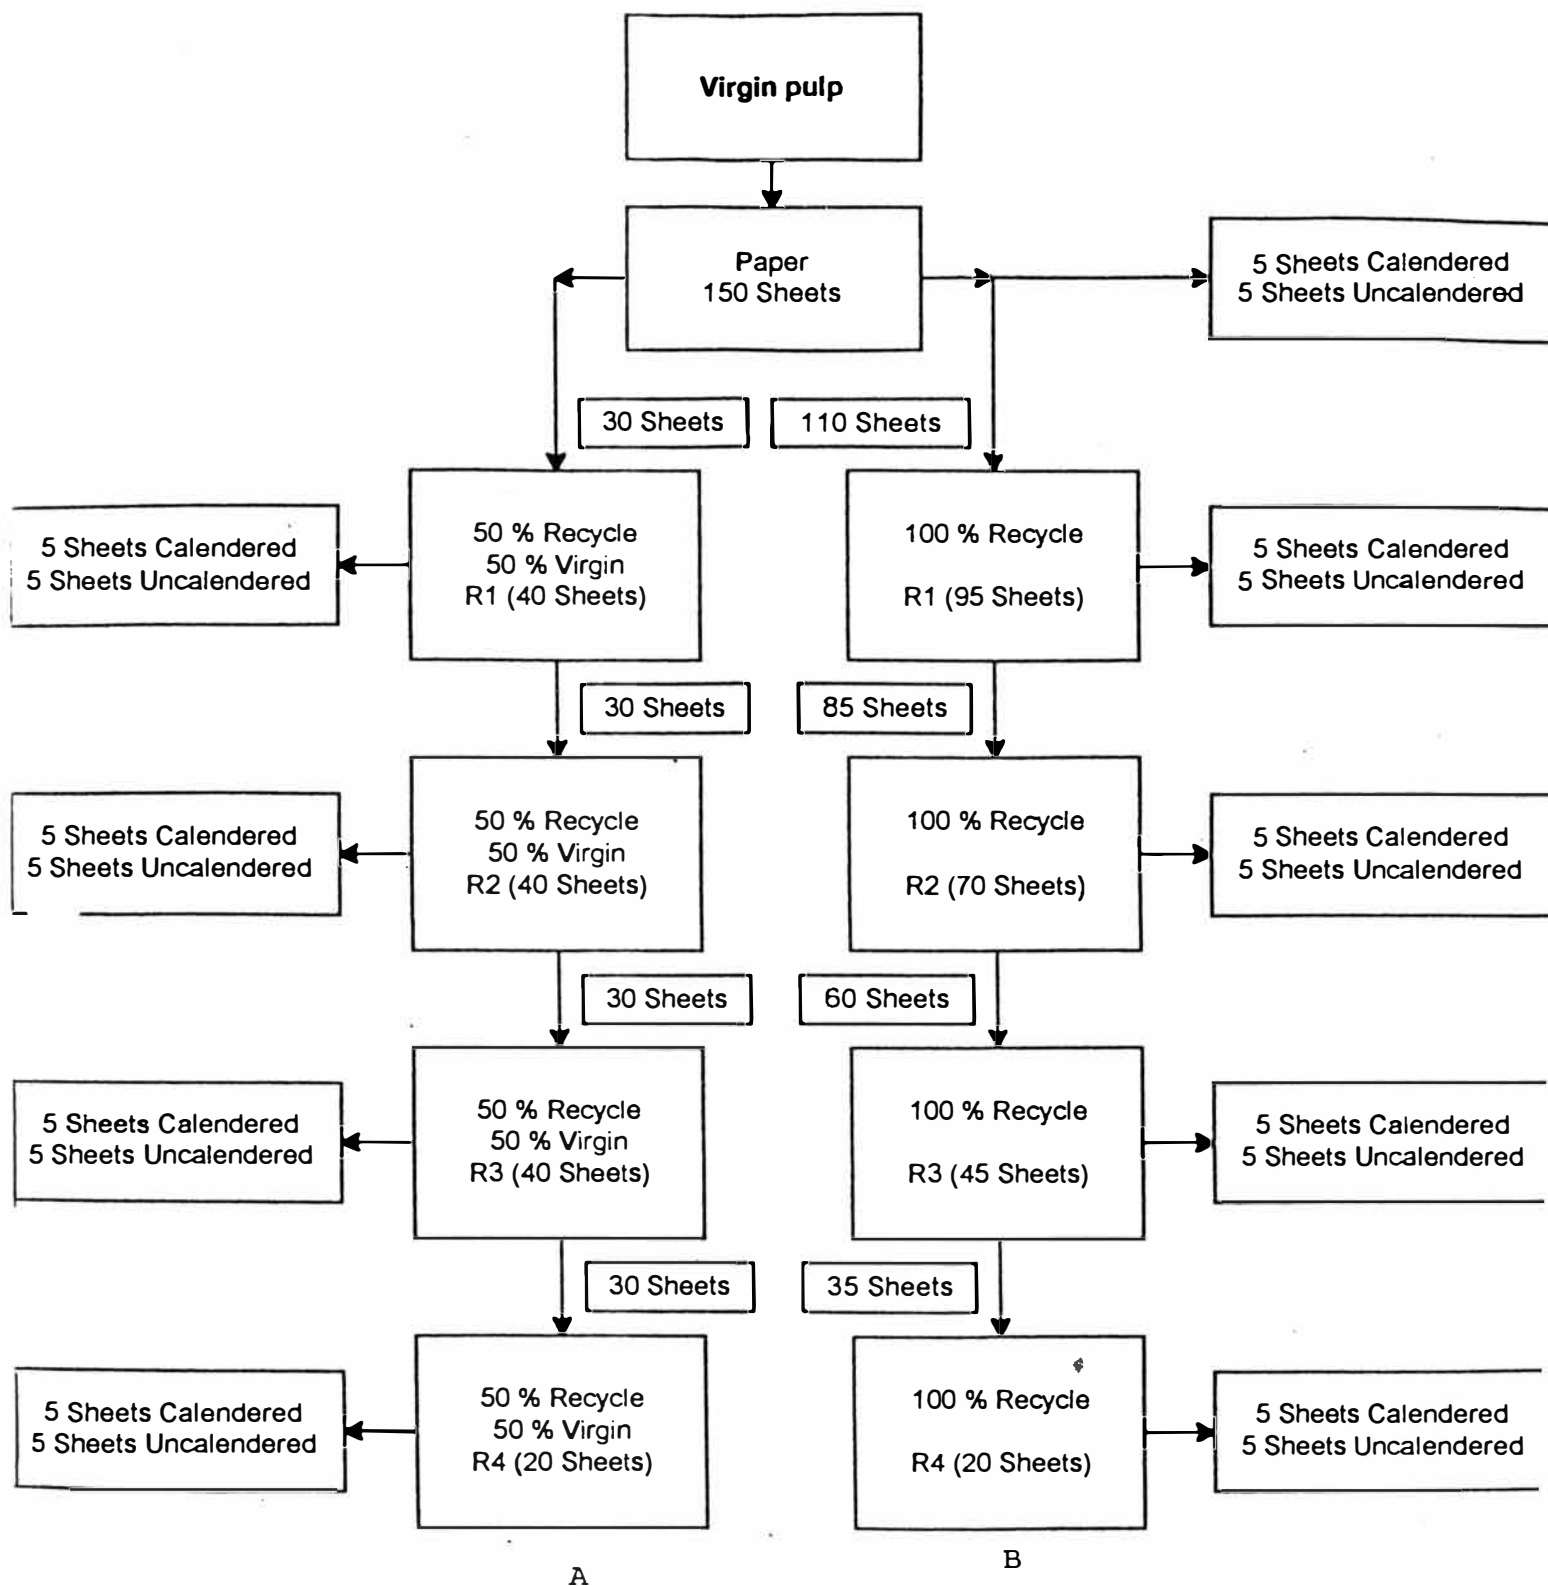 Virgin pulp
Paper
150 Sheets
5 Sheets Calendered
5 Sheets Uncalendered
30 Sheets
110 Sheets
5 Sheets Calendered
5 Sheets Uncalendered
50 % Recycle
50 % Virgin
R1 (40 Sheets)
100 % Recycle
R1 (95 Sheets)
5 Sheets Calendered
5 Sheets Uncalendered
30 Sheets
85 Sheets
5 Sheets Calendered
5 Sheets Uncalendered
50 % Recycle
50 % Virgin
R2 (40 Sheets)
100 % Recycle
R2 (70 Sheets)
5 Sheets Calendered
5 Sheets Uncalendered
30 Sheets
60 Sheets
5 Sheets Calendered
5 Sheets Uncalendered
50 % Recycle
50 % Virgin
R3 (40 Sheets)
100 % Recycle
R3 (45 Sheets)
5 Sheets Calendered
5 Sheets Uncalendered
30 Sheets
35 Sheets
5 Sheets Calendered
5 Sheets Uncalendered
50 % Recycle
50 % Virgin
R4 (20 Sheets)
100 % Recycle
R4 (20 Sheets)
5 Sheets Calendered
5 Sheets Uncalendered
A
B